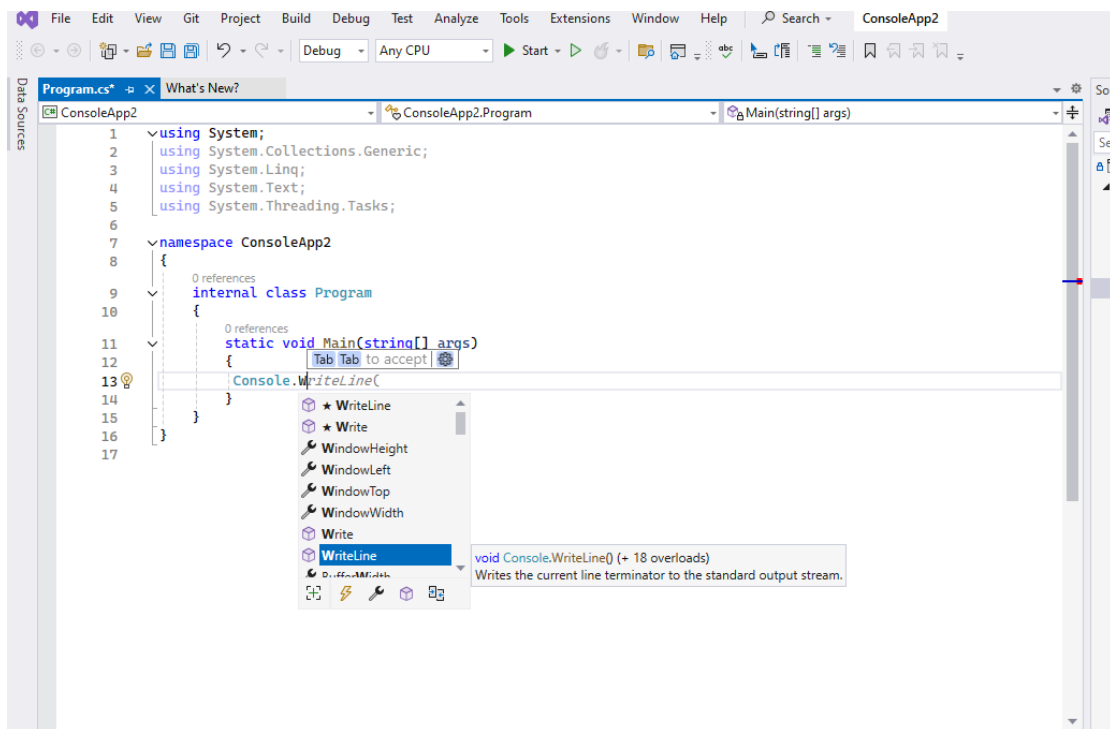 File Edit View Git Project Build Debug Test Analyze Tools Extensions Window Help Search ConsoleApp2
Debug Any CPU Start
Data Sources
Program.cs* What's New?
So
C# ConsoleApp2 ConsoleApp2.Program Main(string[] args)
Se
1 using System;
2 using System.Collections.Generic;
3 using System.Linq;
4 using System.Text;
5 using System.Threading.Tasks;
6
7 namespace ConsoleApp2
8 {
0 references
9 internal class Program
10 {
0 references
11 static void Main(string[] args)
12 {
Tab Tab to accept
13 Console.WriteLine(
14 }
15 }
16 }
17
★ WriteLine
★ Write
WindowHeight
WindowLeft
WindowTop
WindowWidth
Write
WriteLine
BufferWidth
void Console.WriteLine() (+ 18 overloads)
Writes the current line terminator to the standard output stream.